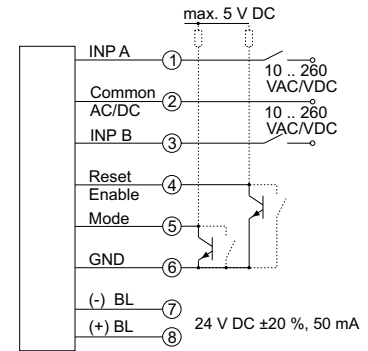 max. 5 V DC
INP A
1
10 .. 260
VAC/VDC
Common
AC/DC
2
10 .. 260
VAC/VDC
INP B
3
Reset
Enable
4
Mode
5
GND
6
(-) BL
7
(+) BL
8
24 V DC ±20 %, 50 mA